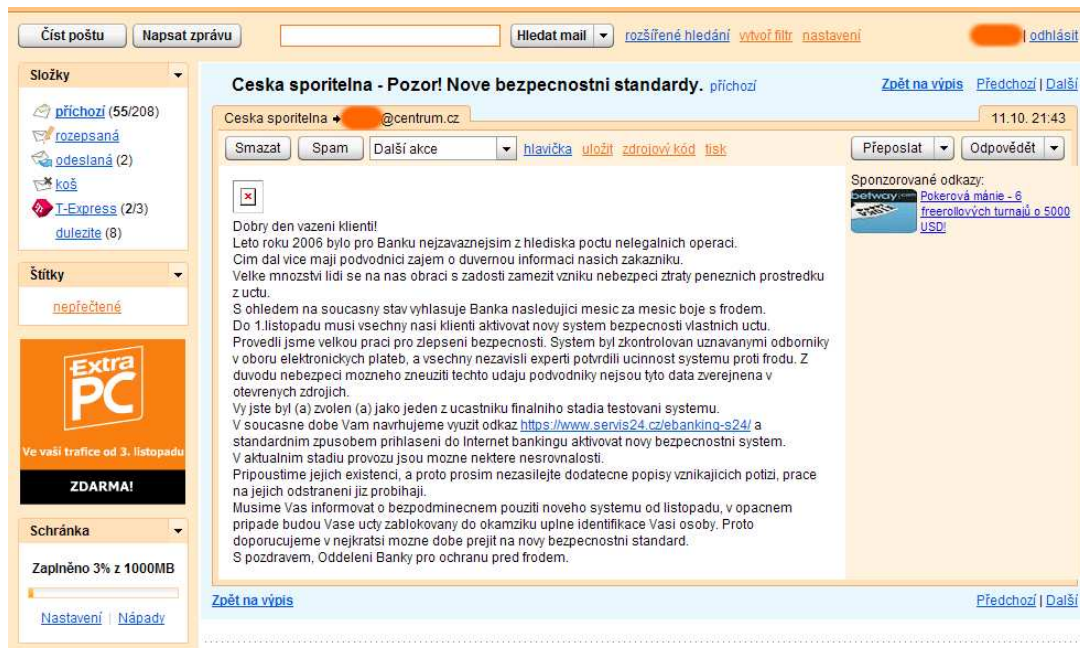 Číst poštu Napsat zprávu Hledat mail rozšířené hledání vytvoř filtr nastavení | odhlásit
Složky
příchozí (55/208)
rozepsaná
odeslaná (2)
koš
T-Express (2/3)
dulezite (8)
Štítky
nepřečtené
Extra
PC
Ve vaší trafice od 3. listopadu
ZDARMA!
Schránka
Zaplněno 3% z 1000MB
Nastavení | Nápady
Ceska sporitelna - Pozor! Nove bezpecnostni standardy. příchozí Zpět na výpis Předchozí | Další
Ceska sporitelna @centrum.cz 11.10. 21:43
Smazat Spam Další akce hlavička uložit zdrojový kód tisk Přeposlat Odpovědět
Dobry den vazeni klienti!
Leto roku 2006 bylo pro Banku nejzavaznejsim z hlediska poctu nelegalnich operaci.
Cim dal vice maji podvodnici zajem o duvernou informaci nasich zakazniku.
Velke mnozstvi lidi se na nas obraci s zadosti zamezit vzniku nebezpeci ztraty peneznich prostredku
z uctu.
S ohledem na soucasny stav vyhlasuje Banka nasledujici mesic za mesic boje s frodem.
Do 1.listopadu musi vsechny nasi klienti aktivovat novy system bezpecnosti vlastnich uctu.
Provedli jsme velkou praci pro zlepseni bezpecnosti. System byl zkontrolovan uznavanymi odborniky
v oboru elektronickych plateb, a vsechny nezavisli experti potvrdili ucinnost systemu proti frodu. Z
duvodu nebezpeci mozneho zneuziti techto udaju podvodniky nejsou tyto data zverejnena v
otevrenych zdrojich.
Vy jste byl (a) zvolen (a) jako jeden z ucastniku finalniho stadia testovani systemu.
V soucasne dobe Vam navrhujeme vyuzit odkaz https://www.servis24.cz/ebanking-s24/ a
standardnim zpusobem prihlaseni do Internet bankingu aktivovat novy bezpecnostni system.
V aktualnim stadiu provozu jsou mozne nektere nesrovnalosti.
Pripoustime jejich existenci, a proto prosim nezasilejte dodatecne popisy vznikajicich potizi, prace
na jejich odstraneni jiz probihaji.
Musime Vas informovat o bezpodminecnem pouziti noveho systemu od listopadu, v opacnem
pripade budou Vase ucty zablokovany do okamziku uplne identifikace Vasi osoby. Proto
doporucujeme v nejkratsi mozne dobe prejit na novy bezpecnostni standard.
S pozdravem, Oddeleni Banky pro ochranu pred frodem.
Sponzorované odkazy:
betway.com
Pokerová mánie - 6
freerollových turnajů o 5000
USD!
Zpět na výpis Předchozí | Další